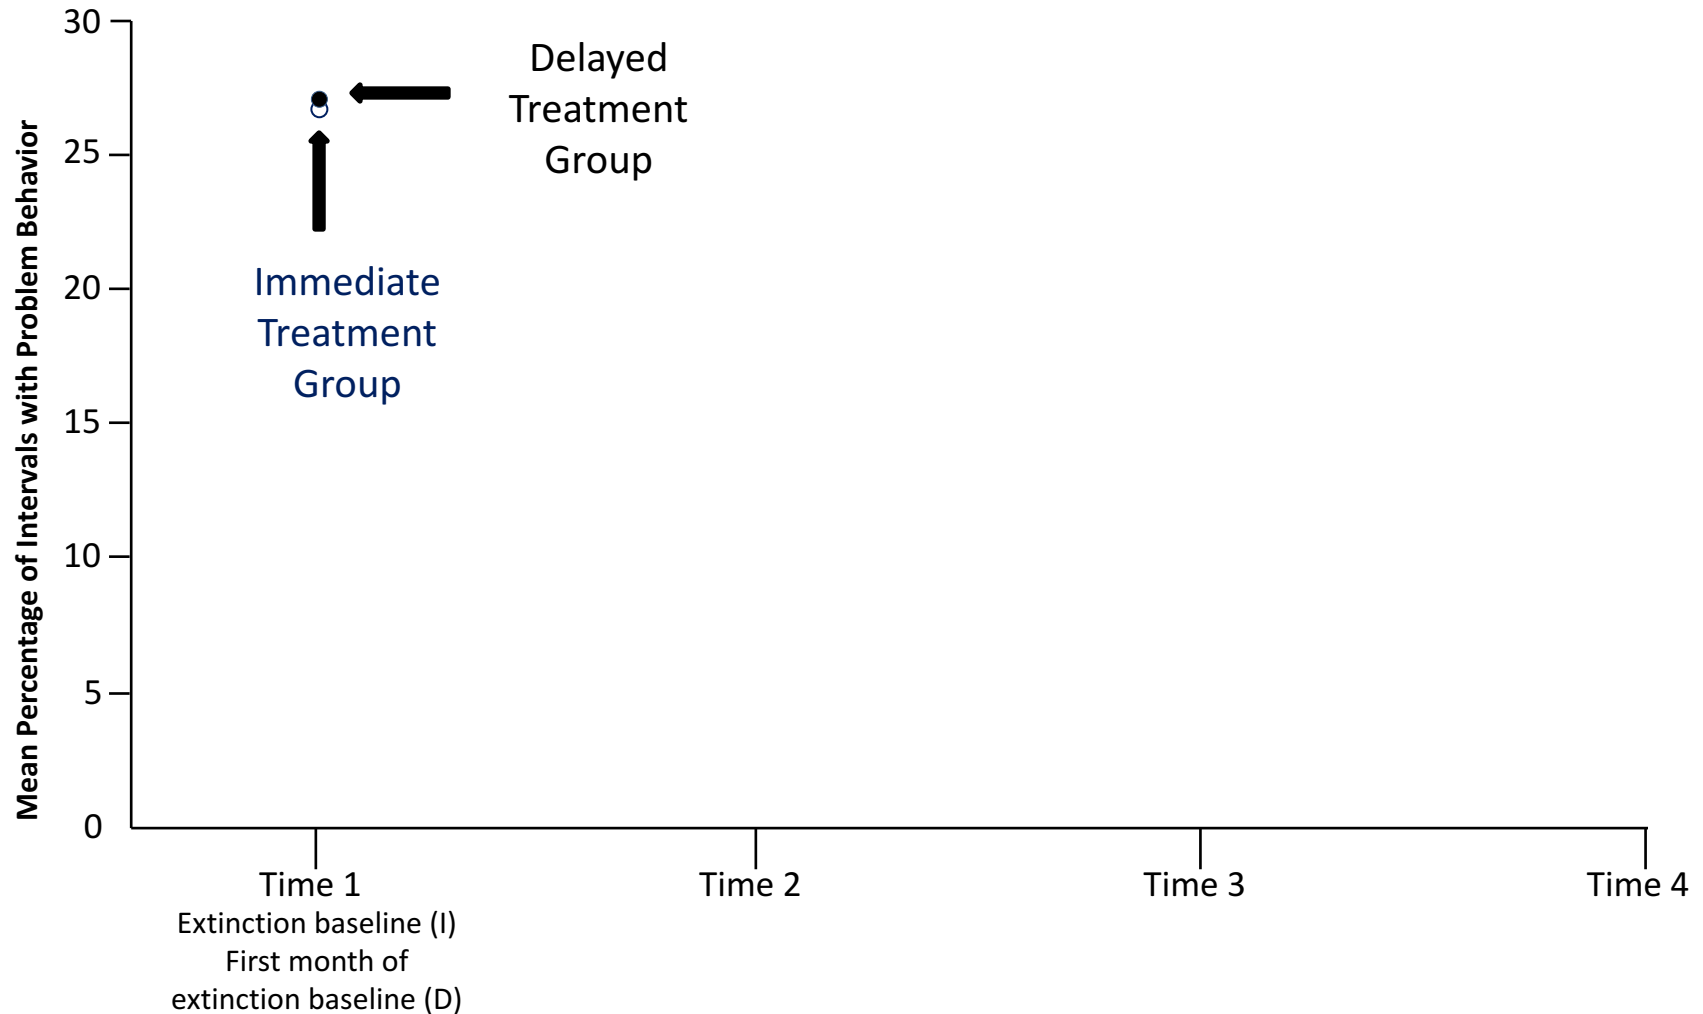 Mean Percentage of Intervals with Problem Behavior
30
25
20
15
10
5
0
Delayed
Treatment
Group
Immediate
Treatment
Group
Time 1
Time 2
Time 3
Time 4
Extinction baseline (I)
First month of
extinction baseline (D)